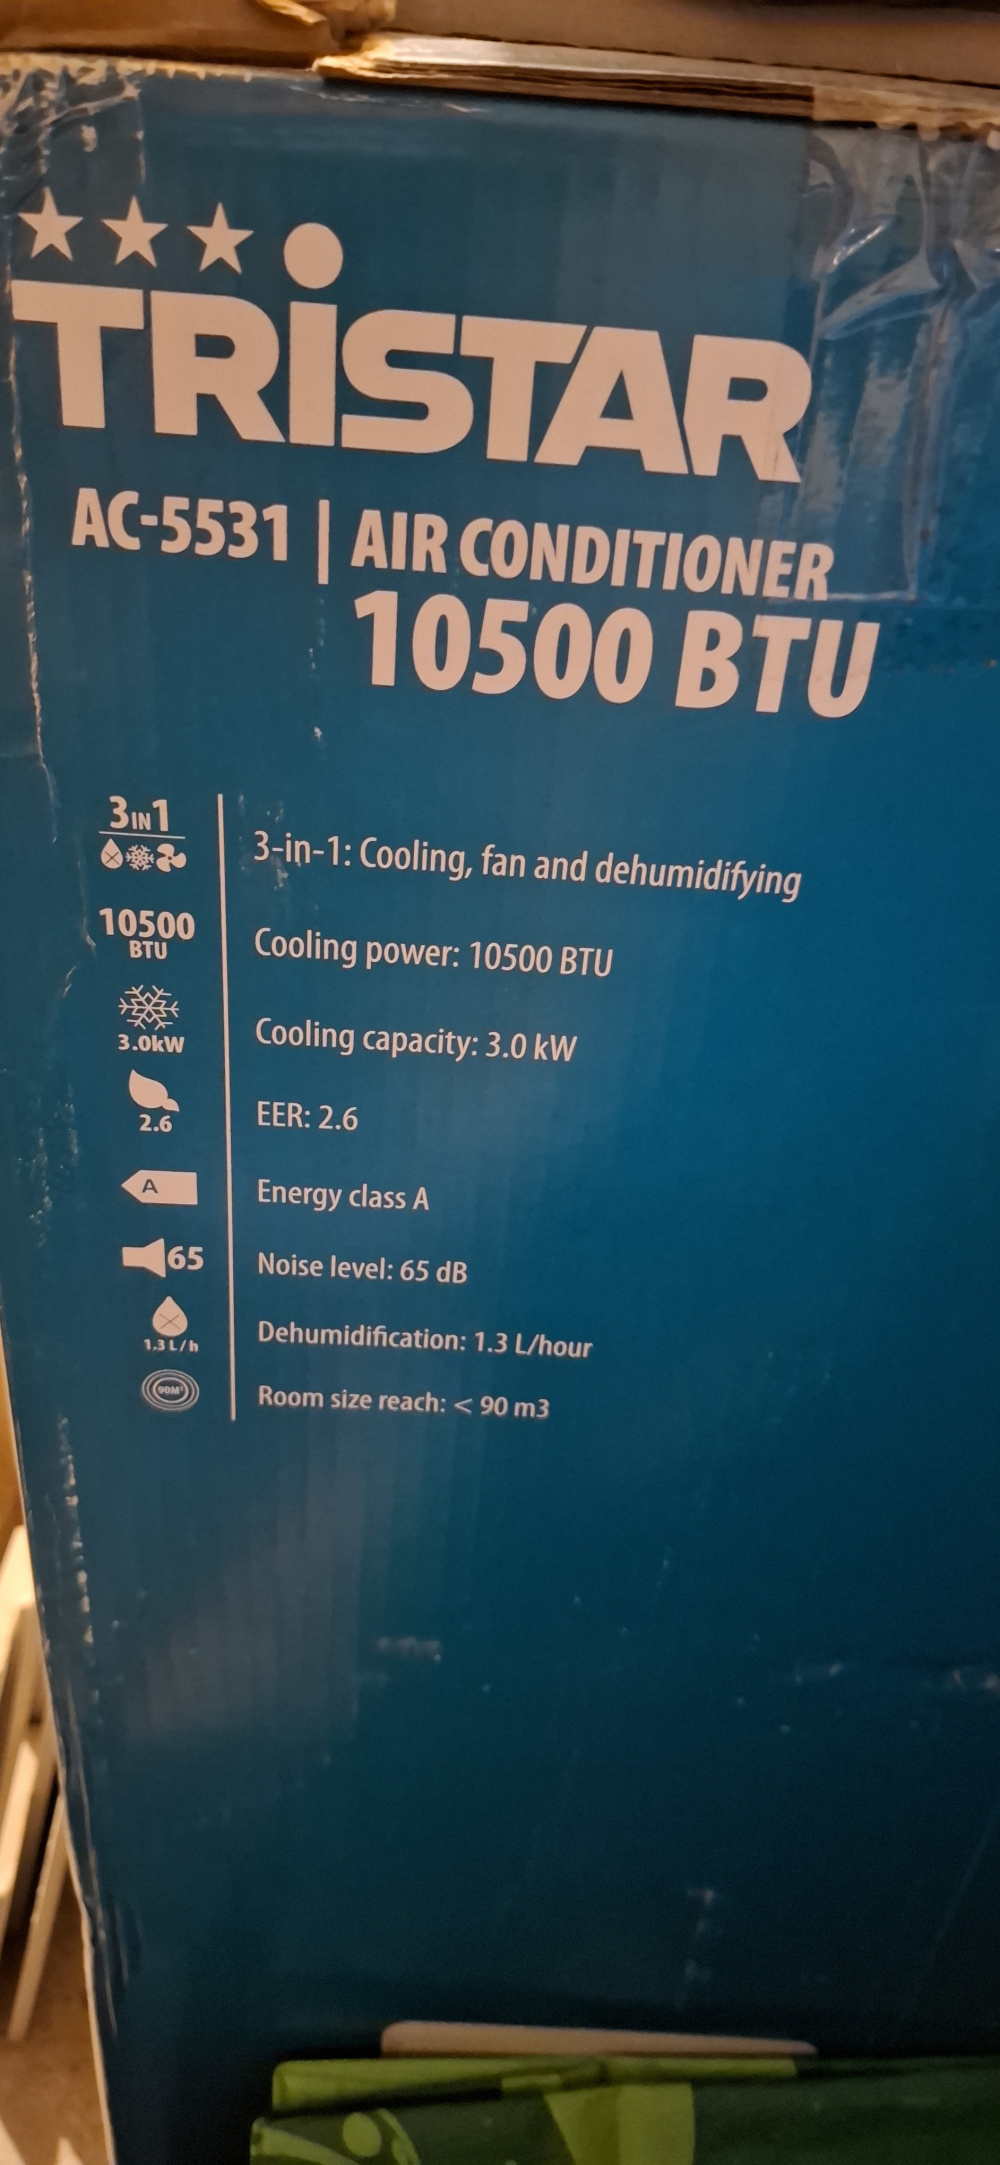 TRiSTAR
AC-5531 | AIR CONDITIONER
10500 BTU
3IN1
3-in-1: Cooling, fan and dehumidifying
10500
BTU
Cooling power: 10500 BTU
3.0kW
Cooling capacity: 3.0 kW
2.6
EER: 2.6
A
Energy class A
65
Noise level: 65 dB
1.3 L/h
Dehumidification: 1.3 L/hour
90M³
Room size reach: < 90 m3